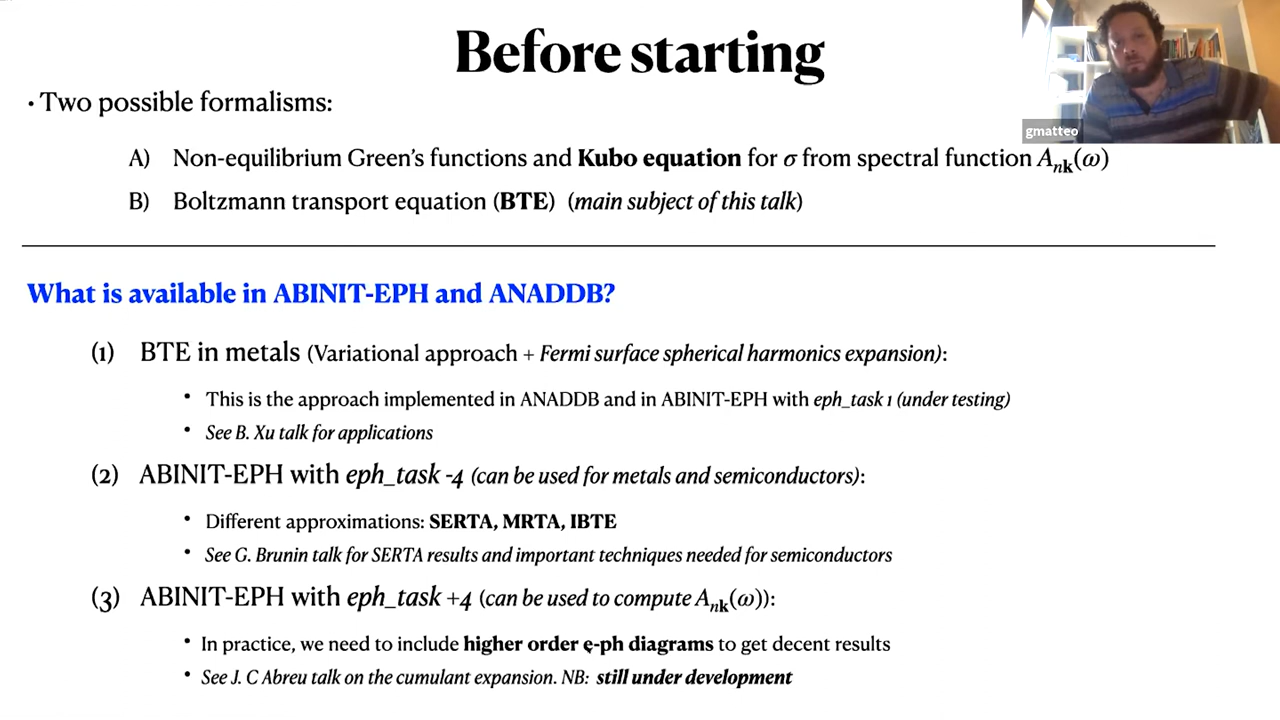 Before starting
gmatteo
• Two possible formalisms:
A) Non-equilibrium Green's functions and Kubo equation for σ from spectral function Aₙₖ(ω)
B) Boltzmann transport equation (BTE) (main subject of this talk)
What is available in ABINIT-EPH and ANADDB?
(1) BTE in metals (Variational approach + Fermi surface spherical harmonics expansion):
• This is the approach implemented in ANADDB and in ABINIT-EPH with eph_task 1 (under testing)
• See B. Xu talk for applications
(2) ABINIT-EPH with eph_task -4 (can be used for metals and semiconductors):
• Different approximations: SERTA, MRTA, IBTE
• See G. Brunin talk for SERTA results and important techniques needed for semiconductors
(3) ABINIT-EPH with eph_task +4 (can be used to compute Aₙₖ(ω)):
• In practice, we need to include higher order e-ph diagrams to get decent results
• See J. C Abreu talk on the cumulant expansion. NB: still under development